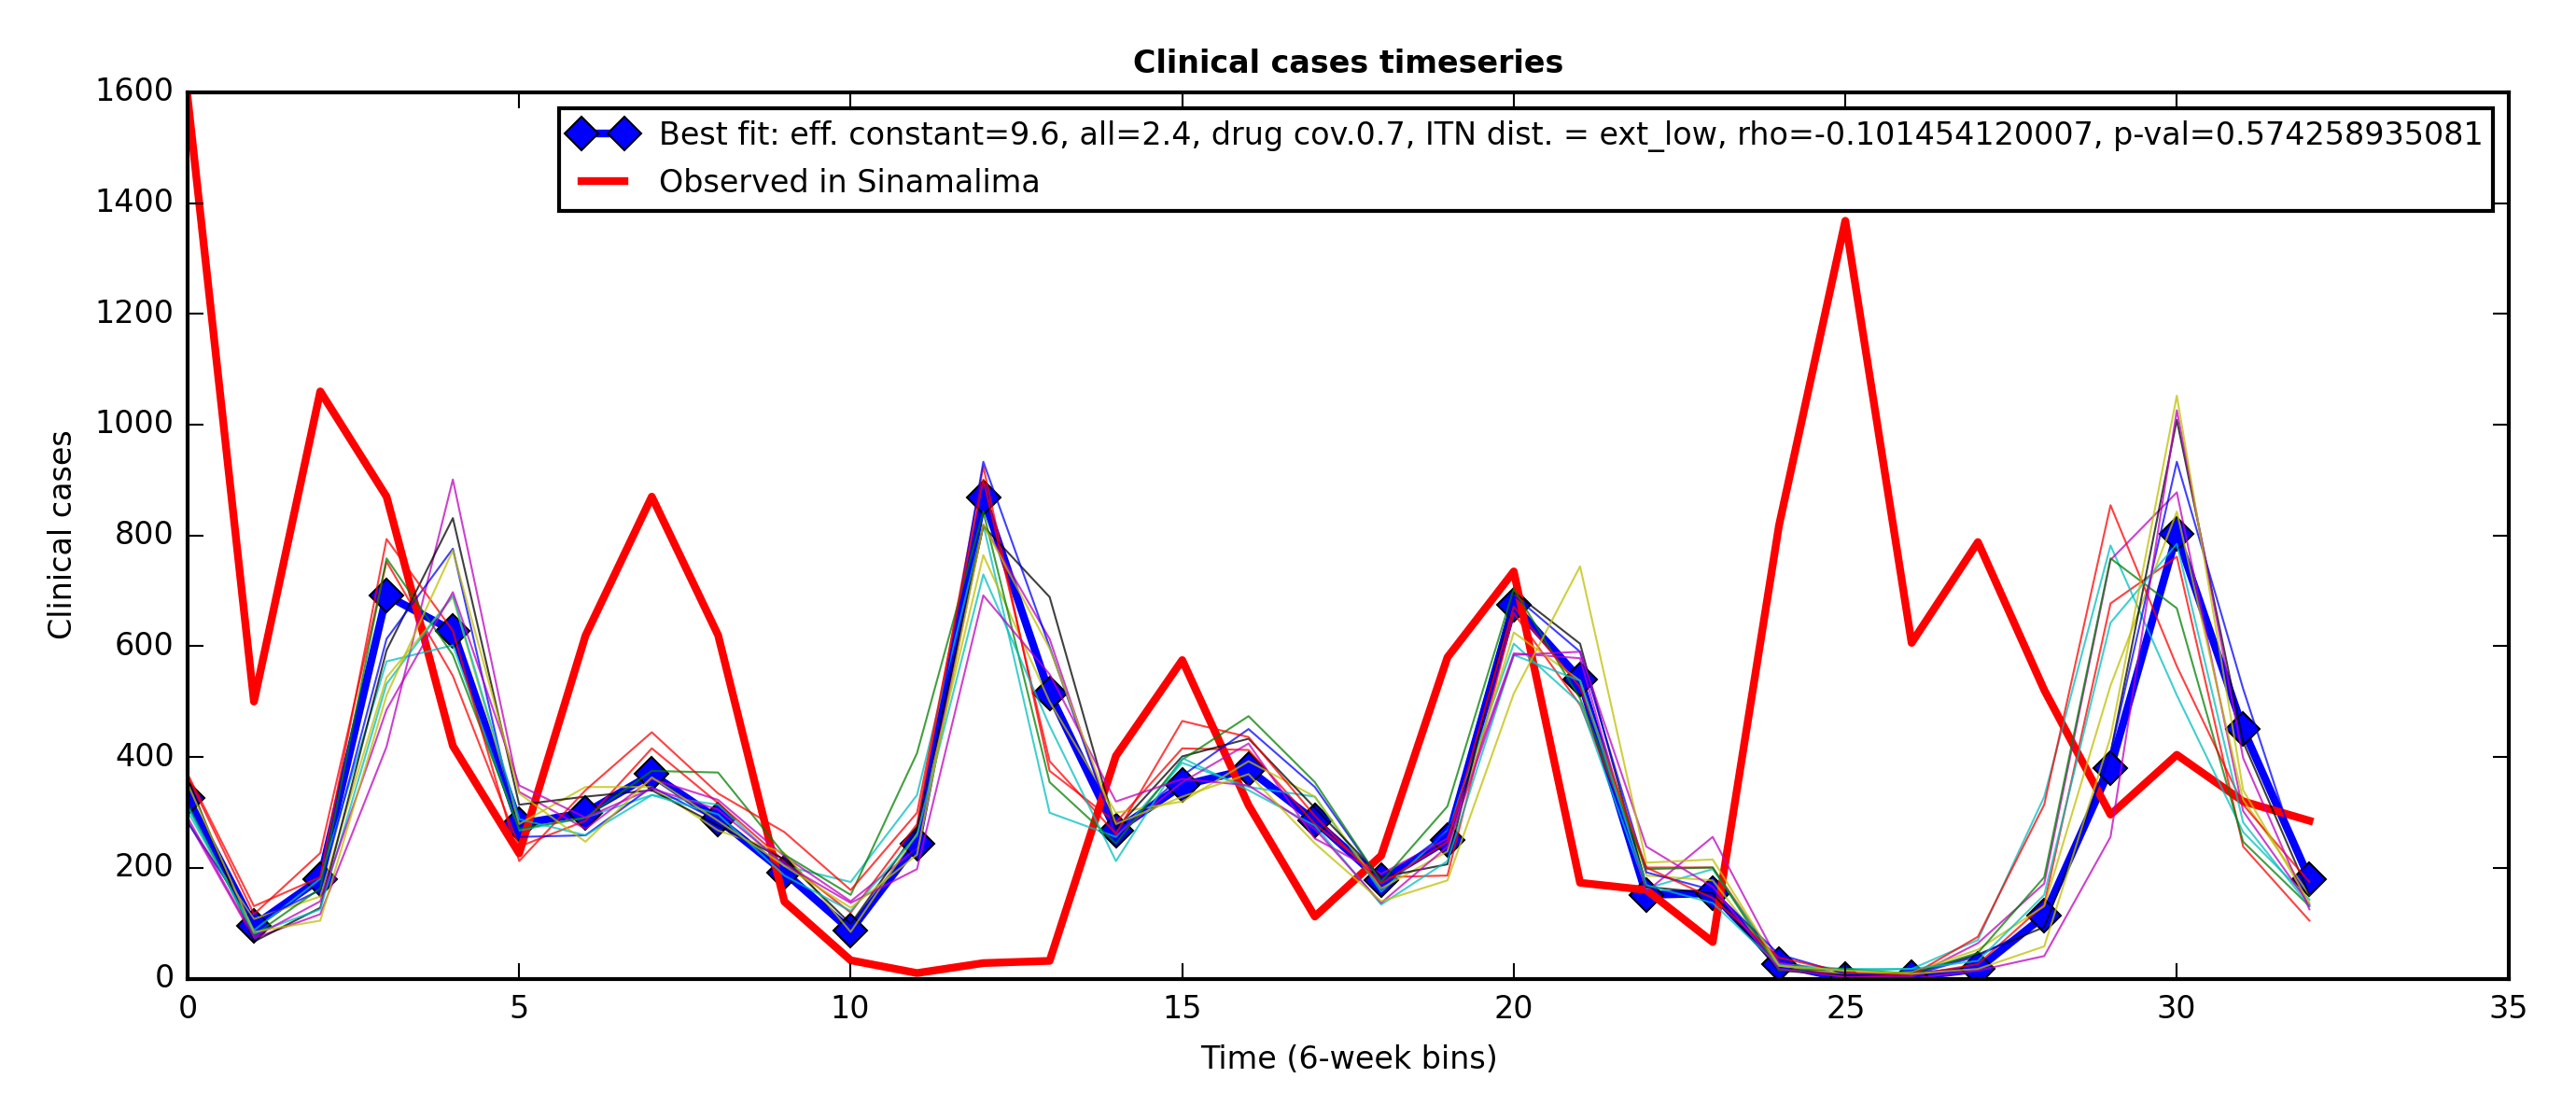 Clinical cases timeseries
1600
1400
1200
1000
800
600
400
200
0
Clinical cases
Best fit: eff. constant=9.6, all=2.4, drug cov.0.7, ITN dist. = ext_low, rho=-0.101454120007, p-val=0.574258935081
Observed in Sinamalima
0 5 10 15 20 25 30 35
Time (6-week bins)